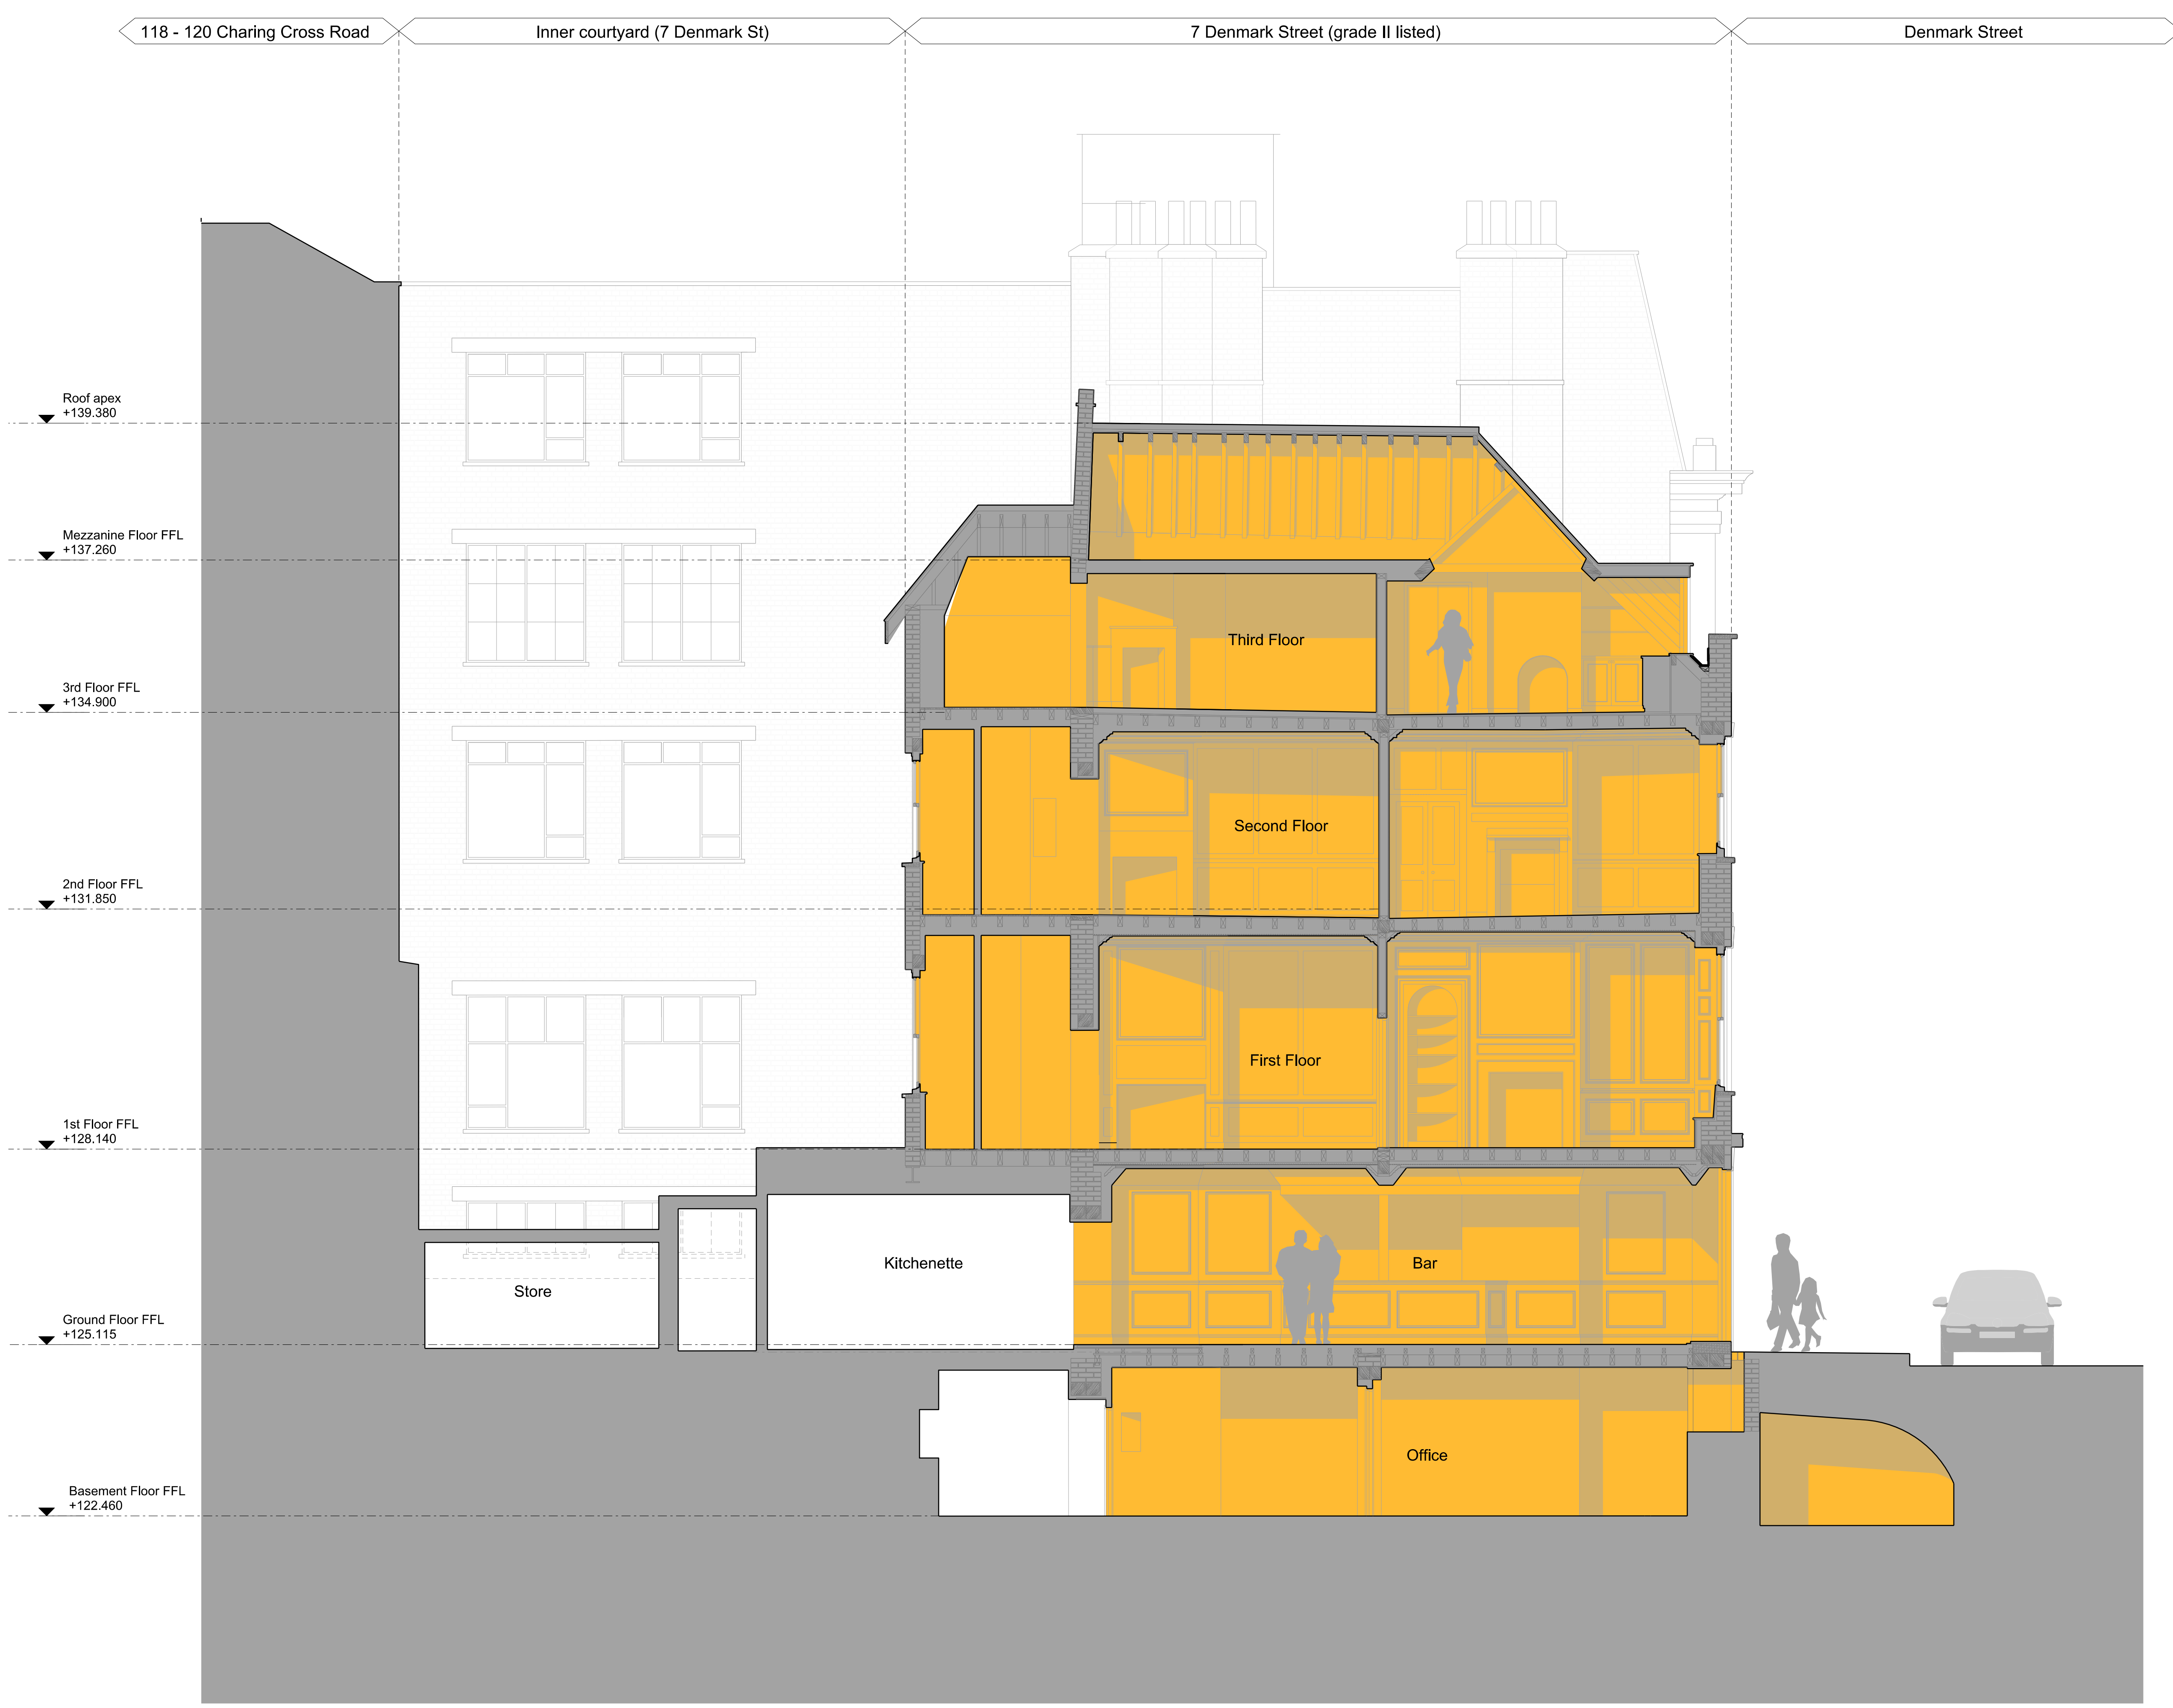 118 - 120 Charing Cross Road
Inner courtyard (7 Denmark St)
7 Denmark Street (grade II listed)
Denmark Street
Roof apex
+139.380
Mezzanine Floor FFL
+137.260
Third Floor
3rd Floor FFL
+134.900
Second Floor
2nd Floor FFL
+131.850
First Floor
1st Floor FFL
+128.140
Kitchenette
Bar
Store
Ground Floor FFL
+125.115
Office
Basement Floor FFL
+122.460